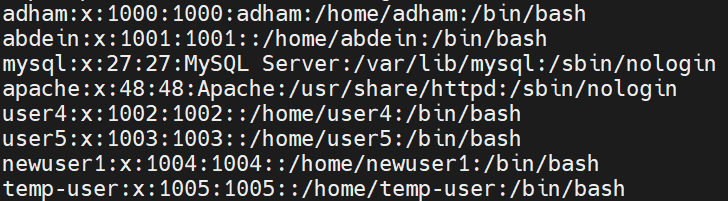 adham:x:1000:1000:adham:/home/adham:/bin/bash
abdein:x:1001:1001::/home/abdein:/bin/bash
mysql:x:27:27:MySQL Server:/var/lib/mysql:/sbin/nologin
apache:x:48:48:Apache:/usr/share/httpd:/sbin/nologin
user4:x:1002:1002::/home/user4:/bin/bash
user5:x:1003:1003::/home/user5:/bin/bash
newuser1:x:1004:1004::/home/newuser1:/bin/bash
temp-user:x:1005:1005::/home/temp-user:/bin/bash